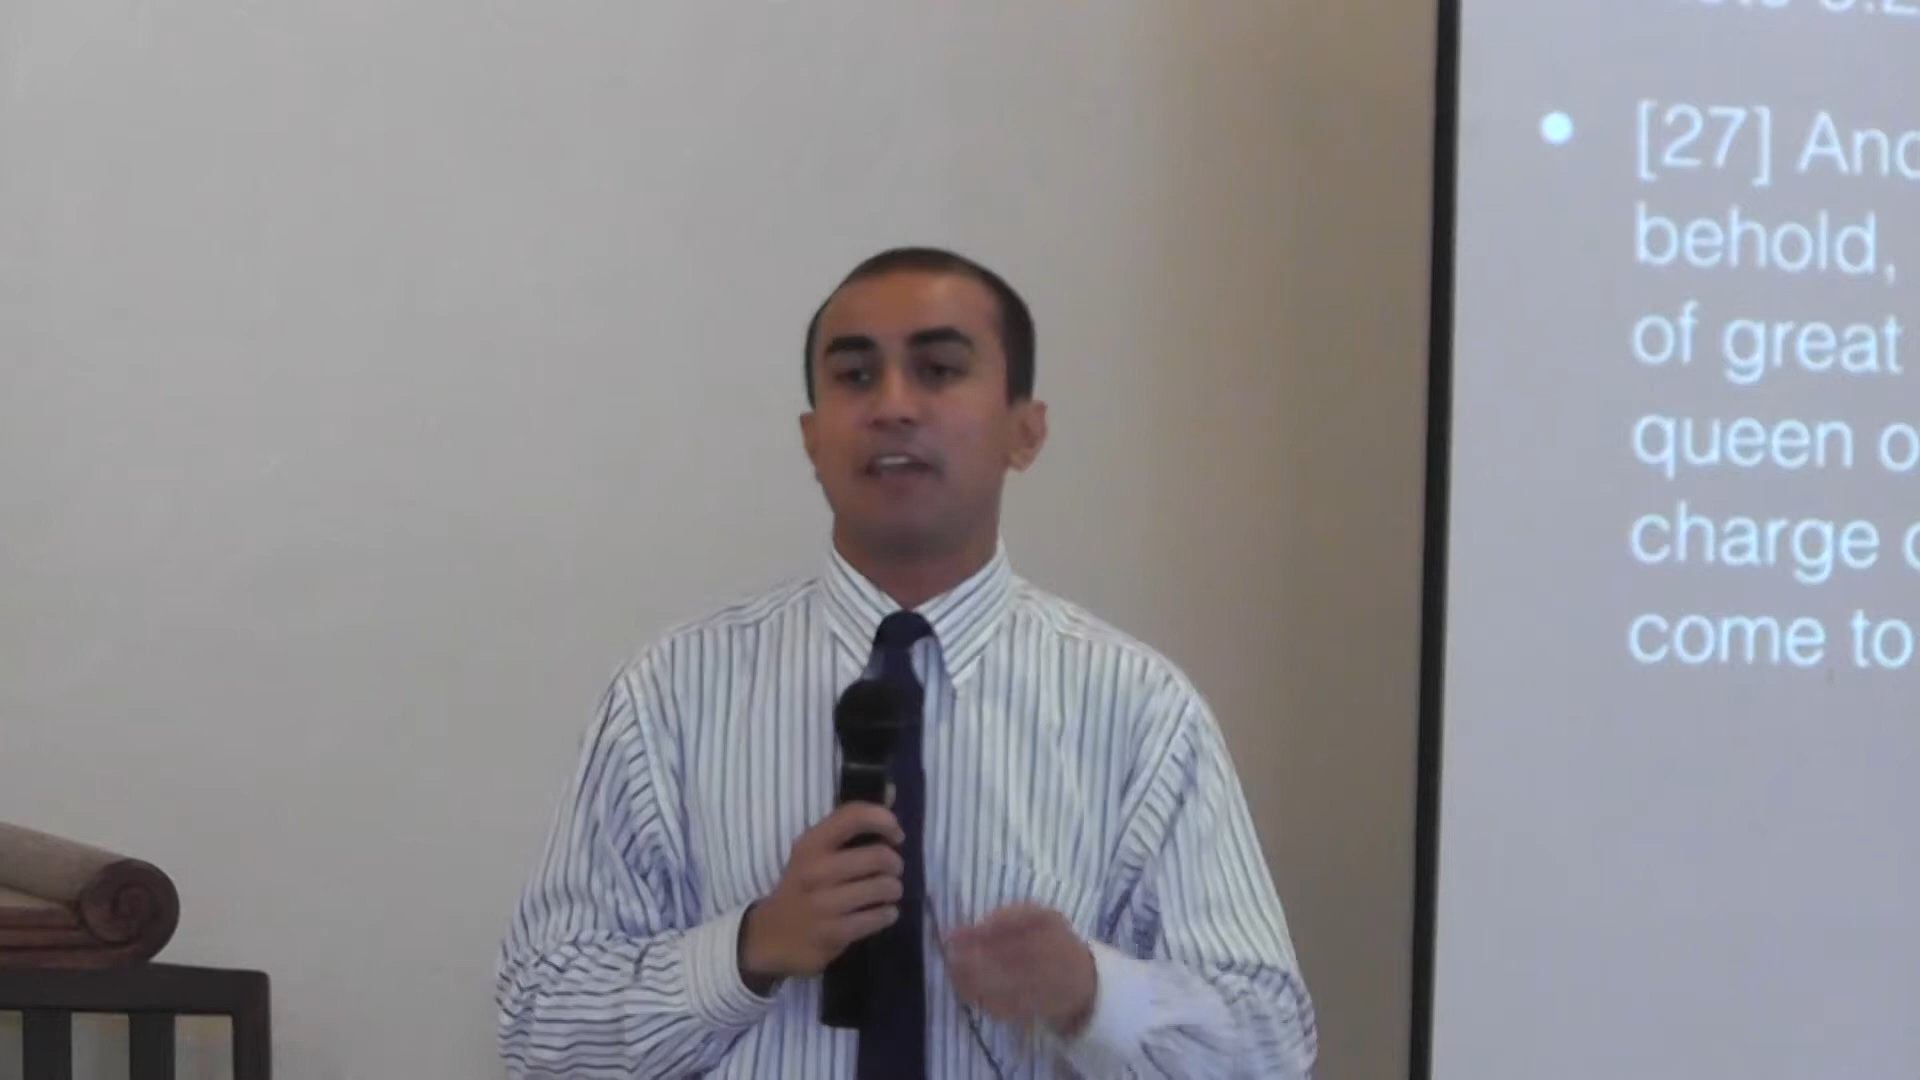 [27] And
behold,
of great
queen o
charge o
come to